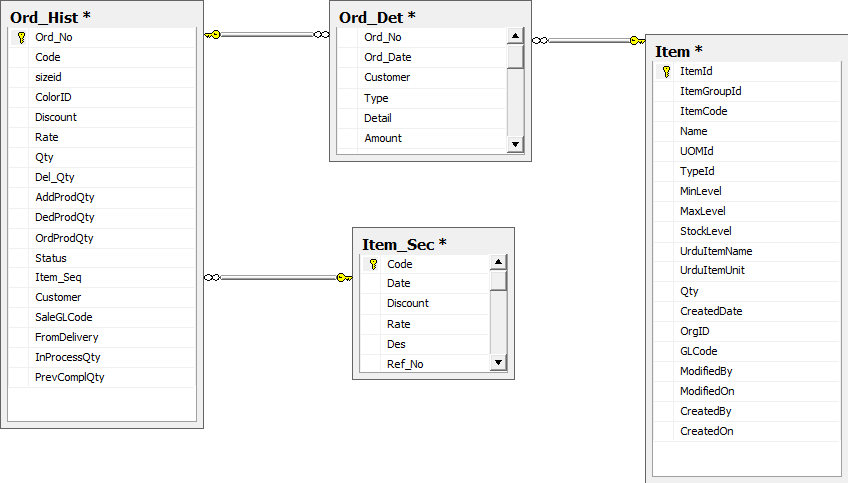 Ord_Hist *
Ord_No
Code
sizeid
ColorID
Discount
Rate
Qty
Del_Qty
AddProdQty
DedProdQty
OrdProdQty
Status
Item_Seq
Customer
SaleGLCode
FromDelivery
InProcessQty
PrevComplQty
Ord_Det *
Ord_No
Ord_Date
Customer
Type
Detail
Amount
Item_Sec *
Code
Date
Discount
Rate
Des
Ref_No
Item *
ItemId
ItemGroupId
ItemCode
Name
UOMId
TypeId
MinLevel
MaxLevel
StockLevel
UrduItemName
UrduItemUnit
Qty
CreatedDate
OrgID
GLCode
ModifiedBy
ModifiedOn
CreatedBy
CreatedOn